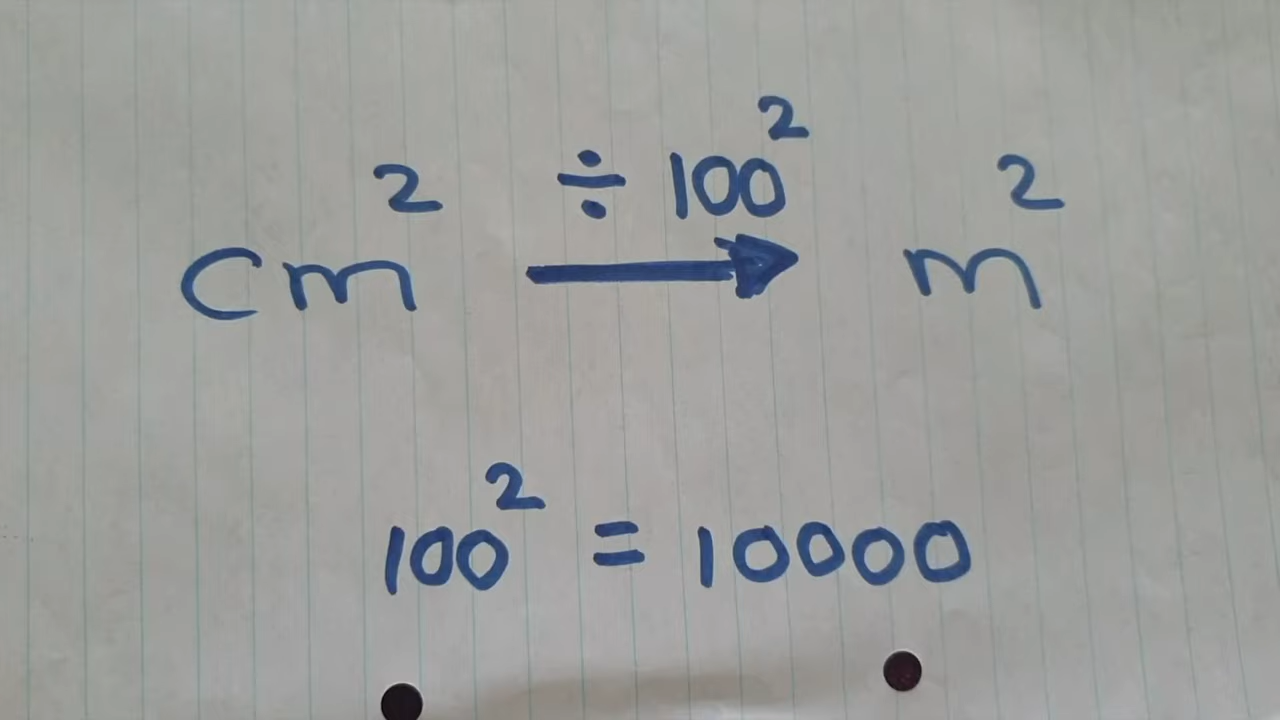 ÷ 100²
cm² → m²
100² = 10000